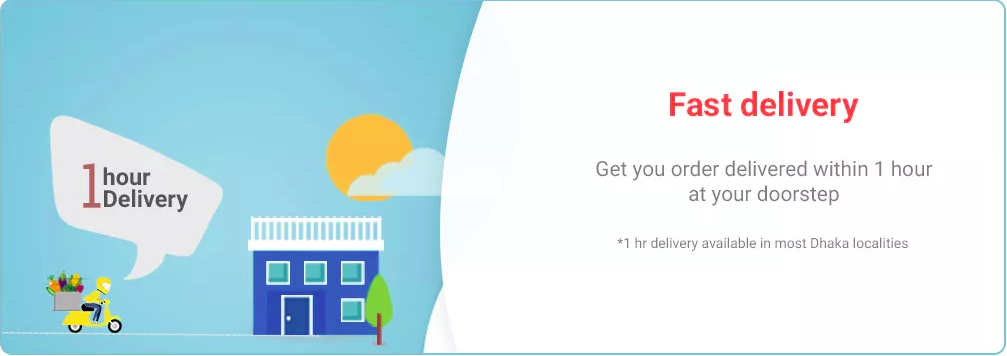 1 hour
Delivery
Fast delivery
Get you order delivered within 1 hour
at your doorstep
*1 hr delivery available in most Dhaka localities